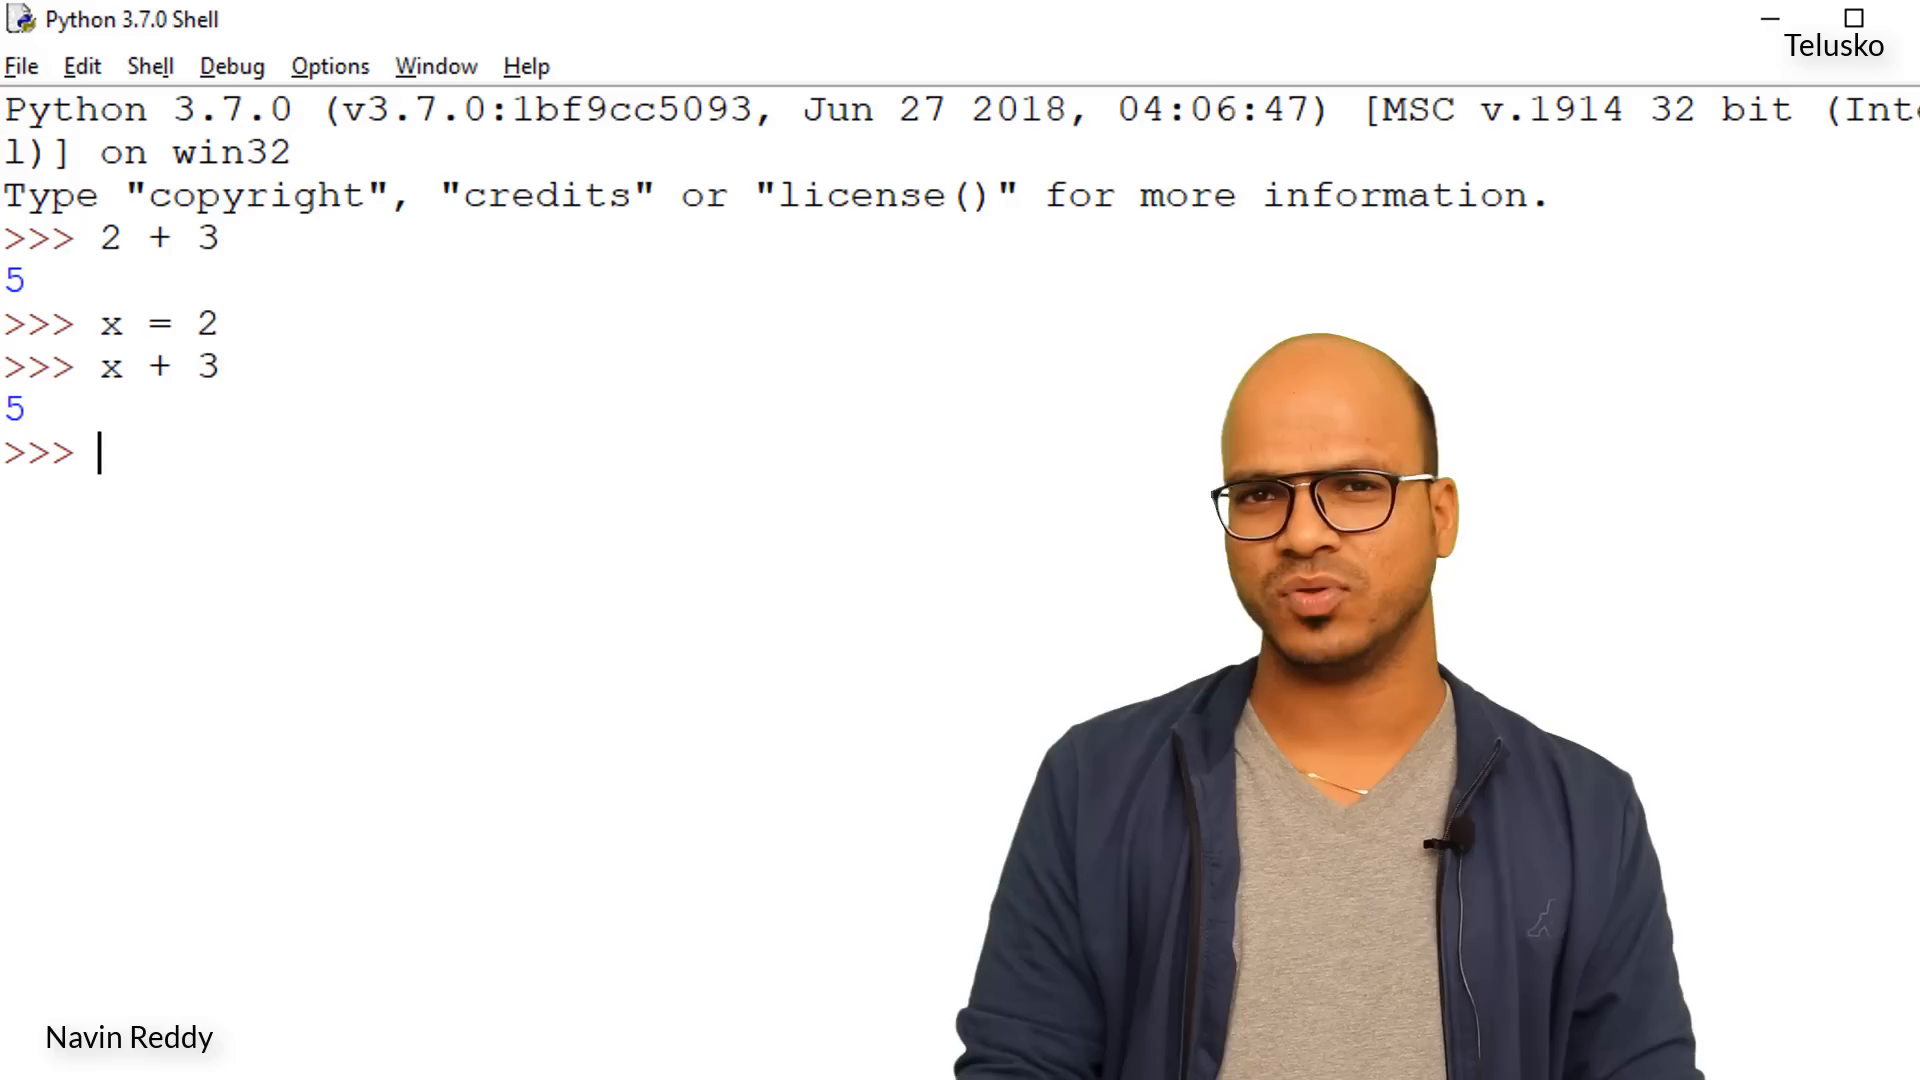 Python 3.7.0 Shell
Telusko
File Edit Shell Debug Options Window Help
Python 3.7.0 (v3.7.0:1bf9cc5093, Jun 27 2018, 04:06:47) [MSC v.1914 32 bit (Inte
l)] on win32
Type "copyright", "credits" or "license()" for more information.
>>> 2 + 3
5
>>> x = 2
>>> x + 3
5
>>>
Navin Reddy